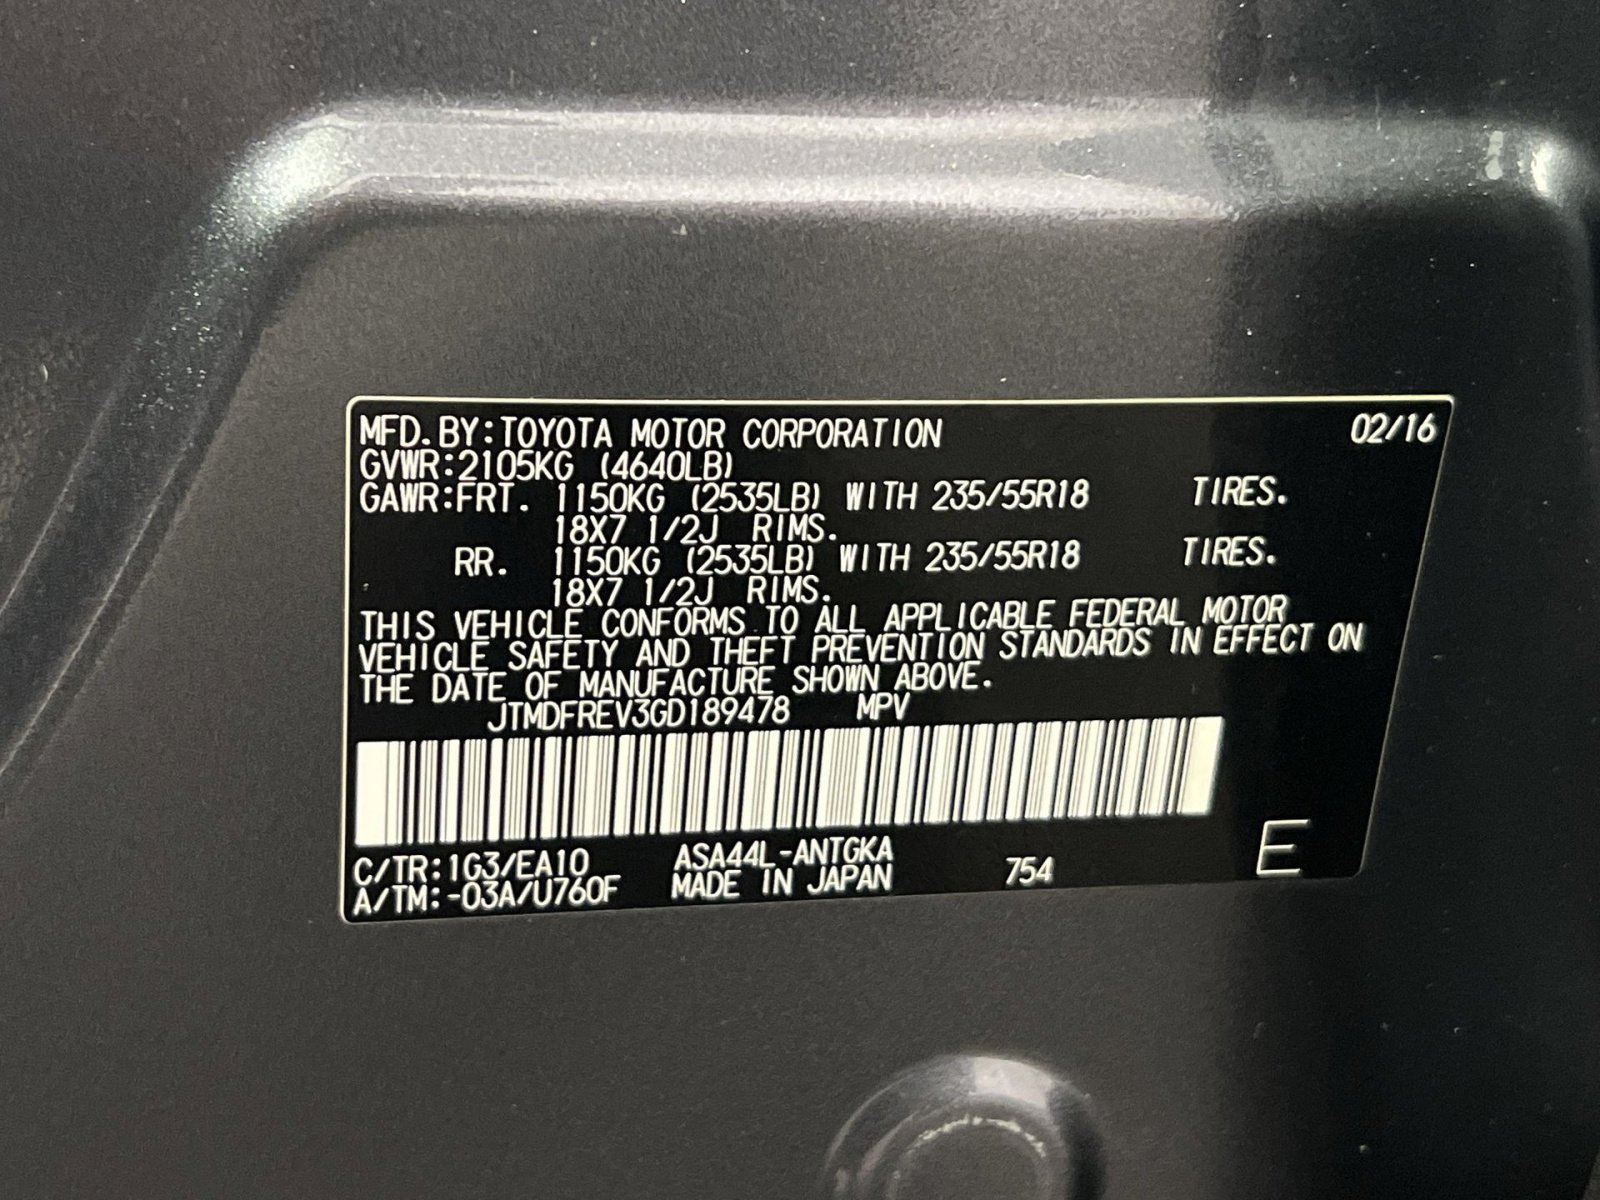 MFD. BY: TOYOTA MOTOR CORPORATION 02/16
GVWR: 2105KG (4640LB)
GAWR: FRT. 1150KG (2535LB) WITH 235/55R18 TIRES.
18X7 1/2J RIMS.
RR. 1150KG (2535LB) WITH 235/55R18 TIRES.
18X7 1/2J RIMS.
THIS VEHICLE CONFORMS TO ALL APPLICABLE FEDERAL MOTOR
VEHICLE SAFETY AND THEFT PREVENTION STANDARDS IN EFFECT ON
THE DATE OF MANUFACTURE SHOWN ABOVE.
JTMDFREV3GD189478 MPV
C/TR: 1G3/EA10 ASA44L-ANTGKA 754 E
A/TM: -03A/U760F MADE IN JAPAN